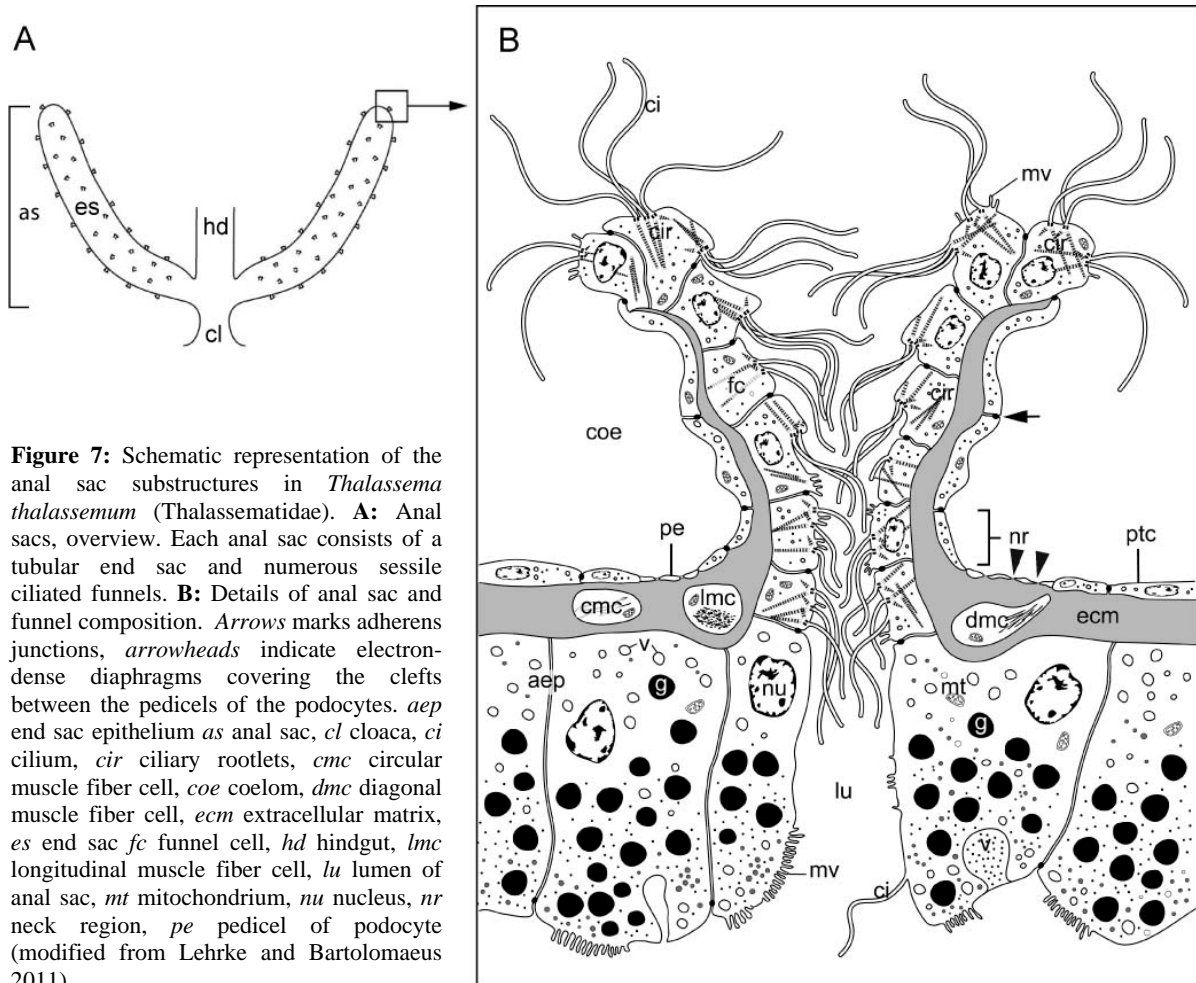 A
as
es
hd
cl
Figure 7: Schematic representation of the
anal sac substructures in Thalassema
thalassemum (Thalassematidae). A: Anal
sacs, overview. Each anal sac consists of a
tubular end sac and numerous sessile
ciliated funnels. B: Details of anal sac and
funnel composition. Arrows marks adherens
junctions, arrowheads indicate electron-
dense diaphragms covering the clefts
between the pedicels of the podocytes. aep
end sac epithelium as anal sac, cl cloaca, ci
cilium, cir ciliary rootlets, cmc circular
muscle fiber cell, coe coelom, dmc diagonal
muscle fiber cell, ecm extracellular matrix,
es end sac fc funnel cell, hd hindgut, lmc
longitudinal muscle fiber cell, lu lumen of
anal sac, mt mitochondrium, nu nucleus, nr
neck region, pe pedicel of podocyte
(modified from Lehrke and Bartolomaeus
2011)
B
ci
mv
cir
cir
fc
cir
coe
pe
nr
ptc
cmc
lmc
dmc
ecm
v
aep
g
nu
mt
g
lu
v
mv
ci